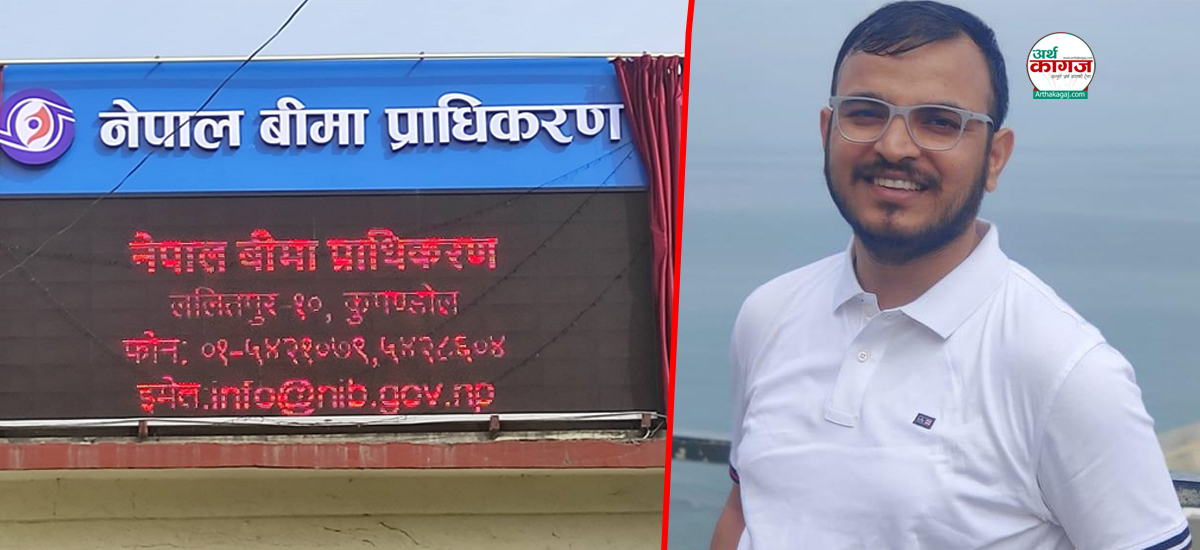 नेपाल बीमा प्राधिकरण
नेपाल बीमा प्राधिकरण
ललितपुर-१०, कुपण्डोल
फोन: ०१-५४२१०७९,५४२८६०४
इमेल:info@nib.gov.np
अर्थ
कागज
Arthakagaj.com